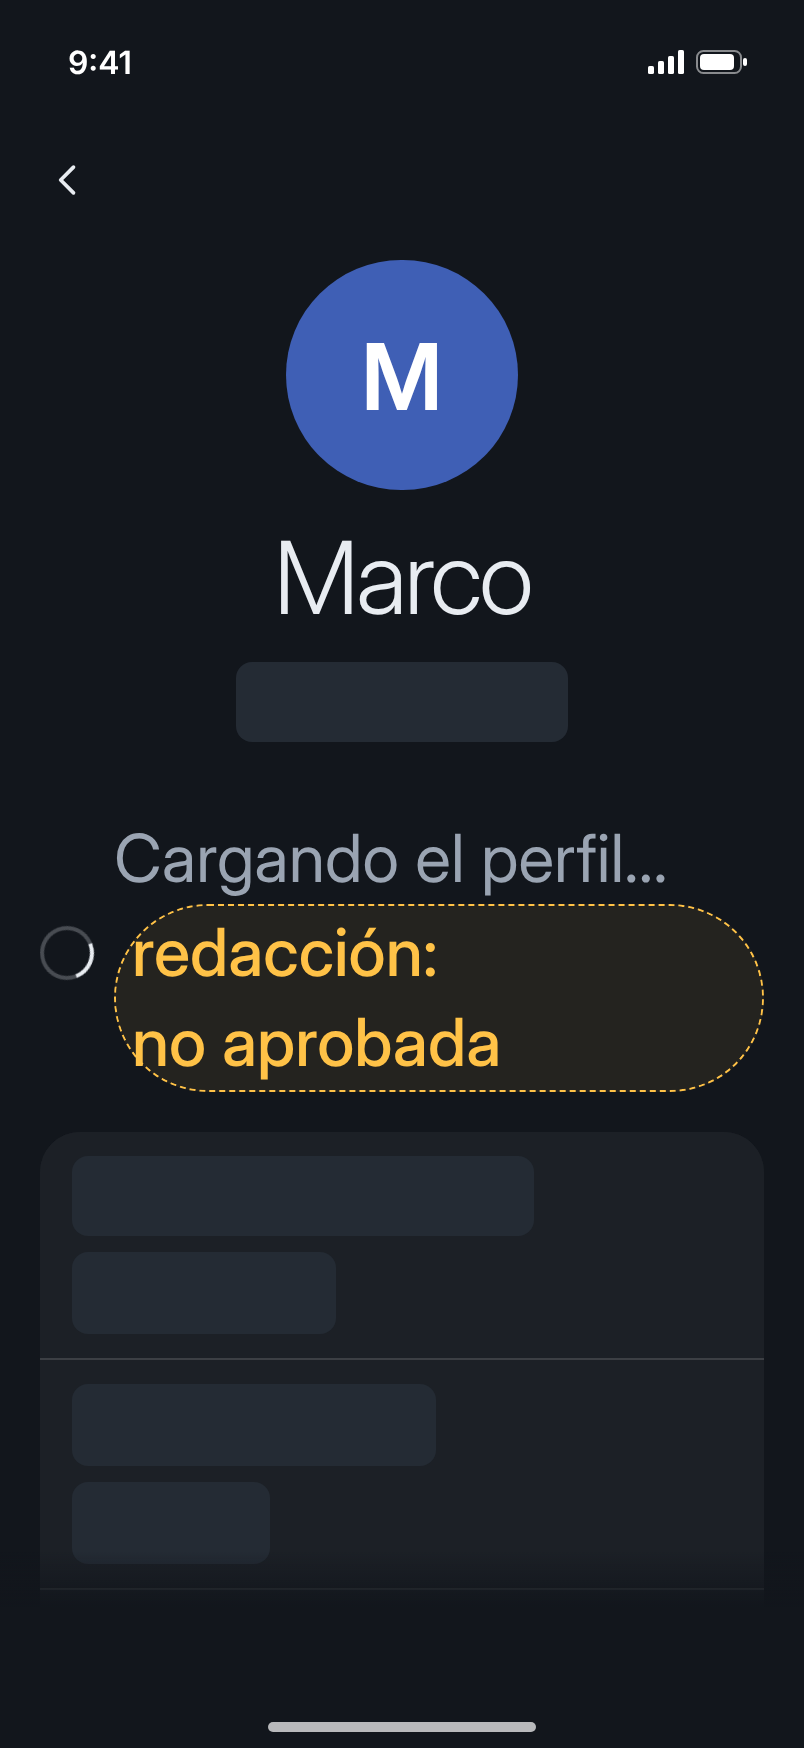 9:41
M
Marco
Cargando el perfil...
redacción:
no aprobada